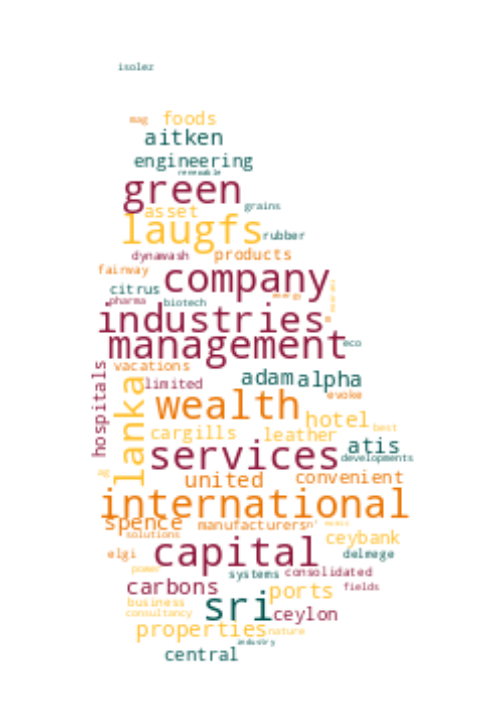 isolez
mag foods
aitken
engineering
renewable
green
grains
asset
laugfs
rubber
dynawash products
fairway
company
citrus
energy
pharma biotech
industries
management
eco
vacations
hospitals
limited
adam alpha
lanka
evoke
wealth
hotel
best
cargills leather
atis
services
developments
ag
united convenient
international
spence manufacturers n'
solutions
ceybank
elgi
capital
delmege
power
systems consolidated
carbons
fields
ports
business
sri
consultancy
ceylon
properties nature
industry
central